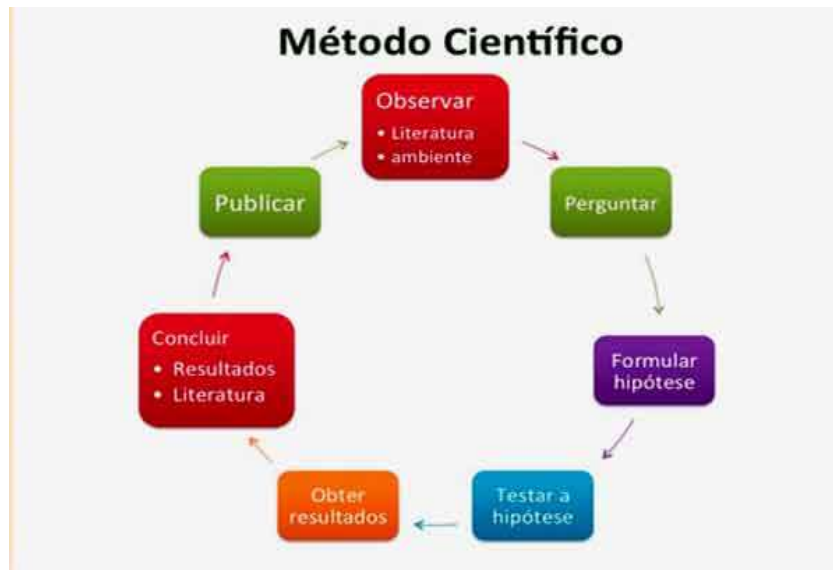 Método Científico
Observar
• Literatura
• ambiente
Perguntar
Formular
hipótese
Testar a
hipótese
Obter
resultados
Concluir
• Resultados
• Literatura
Publicar